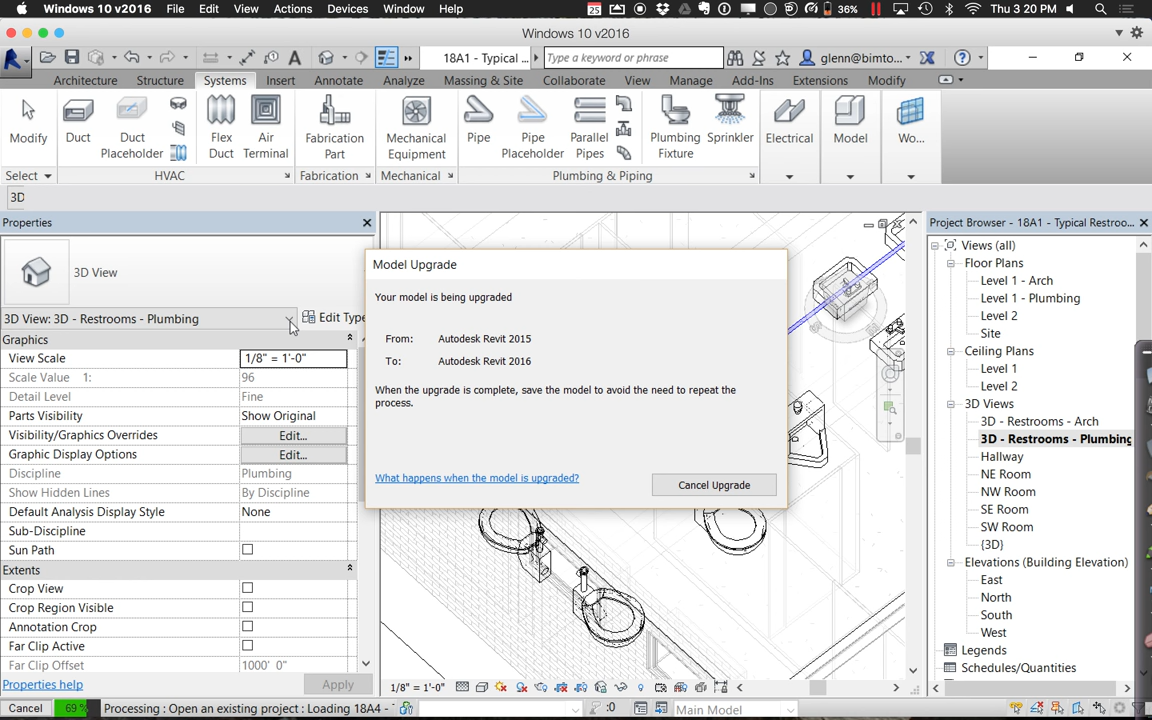 Windows 10 v2016 File Edit View Actions Devices Window Help 25 36% Thu 3 20 PM
Windows 10 v2016
18A1 - Typical ... Type a keyword or phrase glenn@bimto...
Architecture Structure Systems Insert Annotate Analyze Massing & Site Collaborate View Manage Add-Ins Extensions Modify
Modify Duct Duct Placeholder Flex Duct Air Terminal Fabrication Part Mechanical Equipment Pipe Pipe Placeholder Parallel Pipes Plumbing Fixture Sprinkler Electrical Model Wo...
Select HVAC Fabrication Mechanical Plumbing & Piping
3D
Properties
3D View
3D View: 3D - Restrooms - Plumbing Edit Type
Graphics
View Scale 1/8" = 1'-0"
Scale Value 1: 96
Detail Level Fine
Parts Visibility Show Original
Visibility/Graphics Overrides Edit...
Graphic Display Options Edit...
Discipline Plumbing
Show Hidden Lines By Discipline
Default Analysis Display Style None
Sub-Discipline
Sun Path
Extents
Crop View
Crop Region Visible
Annotation Crop
Far Clip Active
Far Clip Offset 1000' 0"
Properties help Apply
Model Upgrade
Your model is being upgraded
From: Autodesk Revit 2015
To: Autodesk Revit 2016
When the upgrade is complete, save the model to avoid the need to repeat the
process.
What happens when the model is upgraded? Cancel Upgrade
Project Browser - 18A1 - Typical Restroo...
Views (all)
Floor Plans
Level 1 - Arch
Level 1 - Plumbing
Level 2
Site
Ceiling Plans
Level 1
Level 2
3D Views
3D - Restrooms - Arch
3D - Restrooms - Plumbing
Hallway
NE Room
NW Room
SE Room
SW Room
{3D}
Elevations (Building Elevation)
East
North
South
West
Legends
Schedules/Quantities
1/8" = 1'-0"
Cancel 69 % Processing : Open an existing project : Loading 18A4 - :0 Main Model